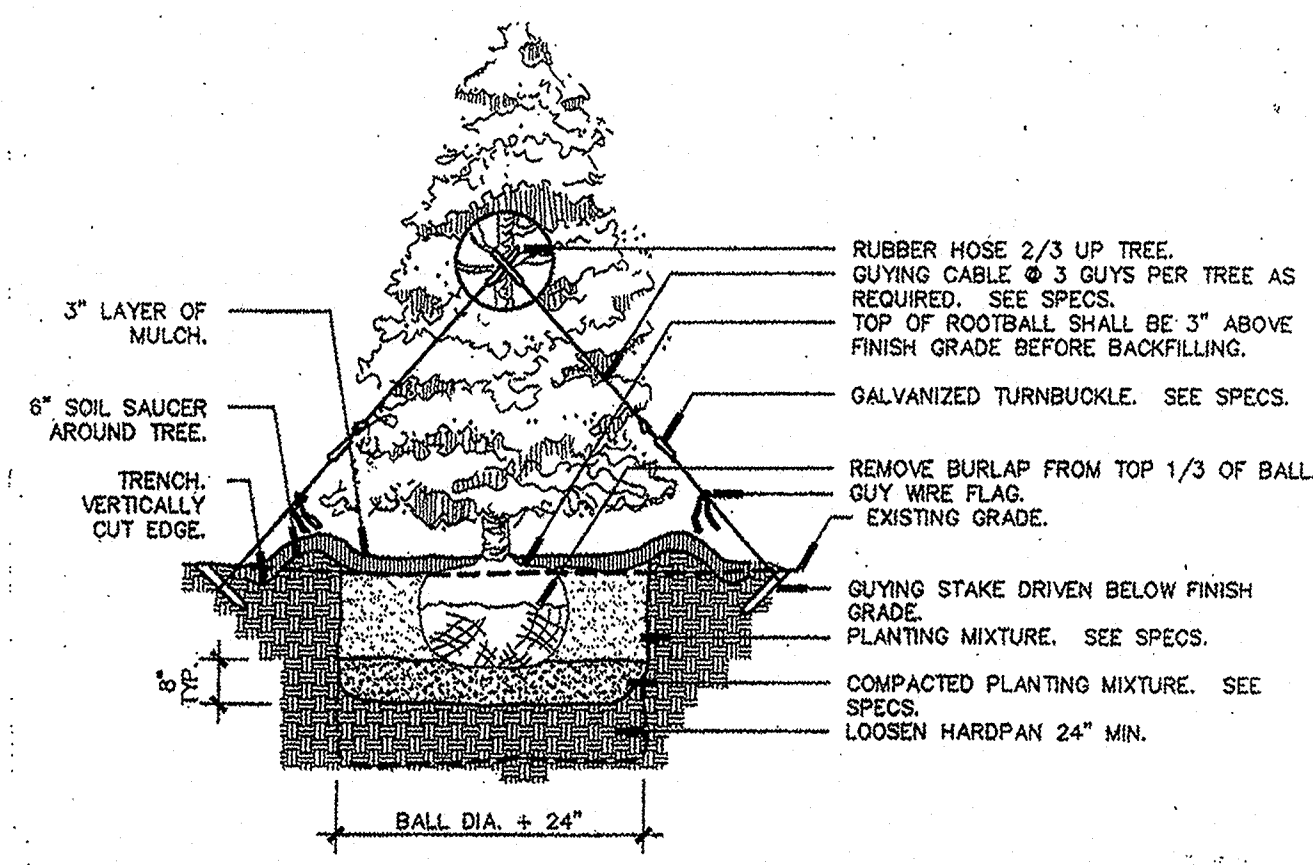 RUBBER HOSE 2/3 UP TREE.
GUYING CABLE @ 3 GUYS PER TREE AS
REQUIRED. SEE SPECS.
TOP OF ROOTBALL SHALL BE 3" ABOVE
FINISH GRADE BEFORE BACKFILLING.
GALVANIZED TURNBUCKLE. SEE SPECS.
REMOVE BURLAP FROM TOP 1/3 OF BALL.
GUY WIRE FLAG.
EXISTING GRADE.
GUYING STAKE DRIVEN BELOW FINISH
GRADE.
PLANTING MIXTURE. SEE SPECS.
COMPACTED PLANTING MIXTURE. SEE
SPECS.
LOOSEN HARDPAN 24" MIN.
3" LAYER OF
MULCH.
6" SOIL SAUCER
AROUND TREE.
TRENCH.
VERTICALLY
CUT EDGE.
8"
TYP.
BALL DIA. + 24"